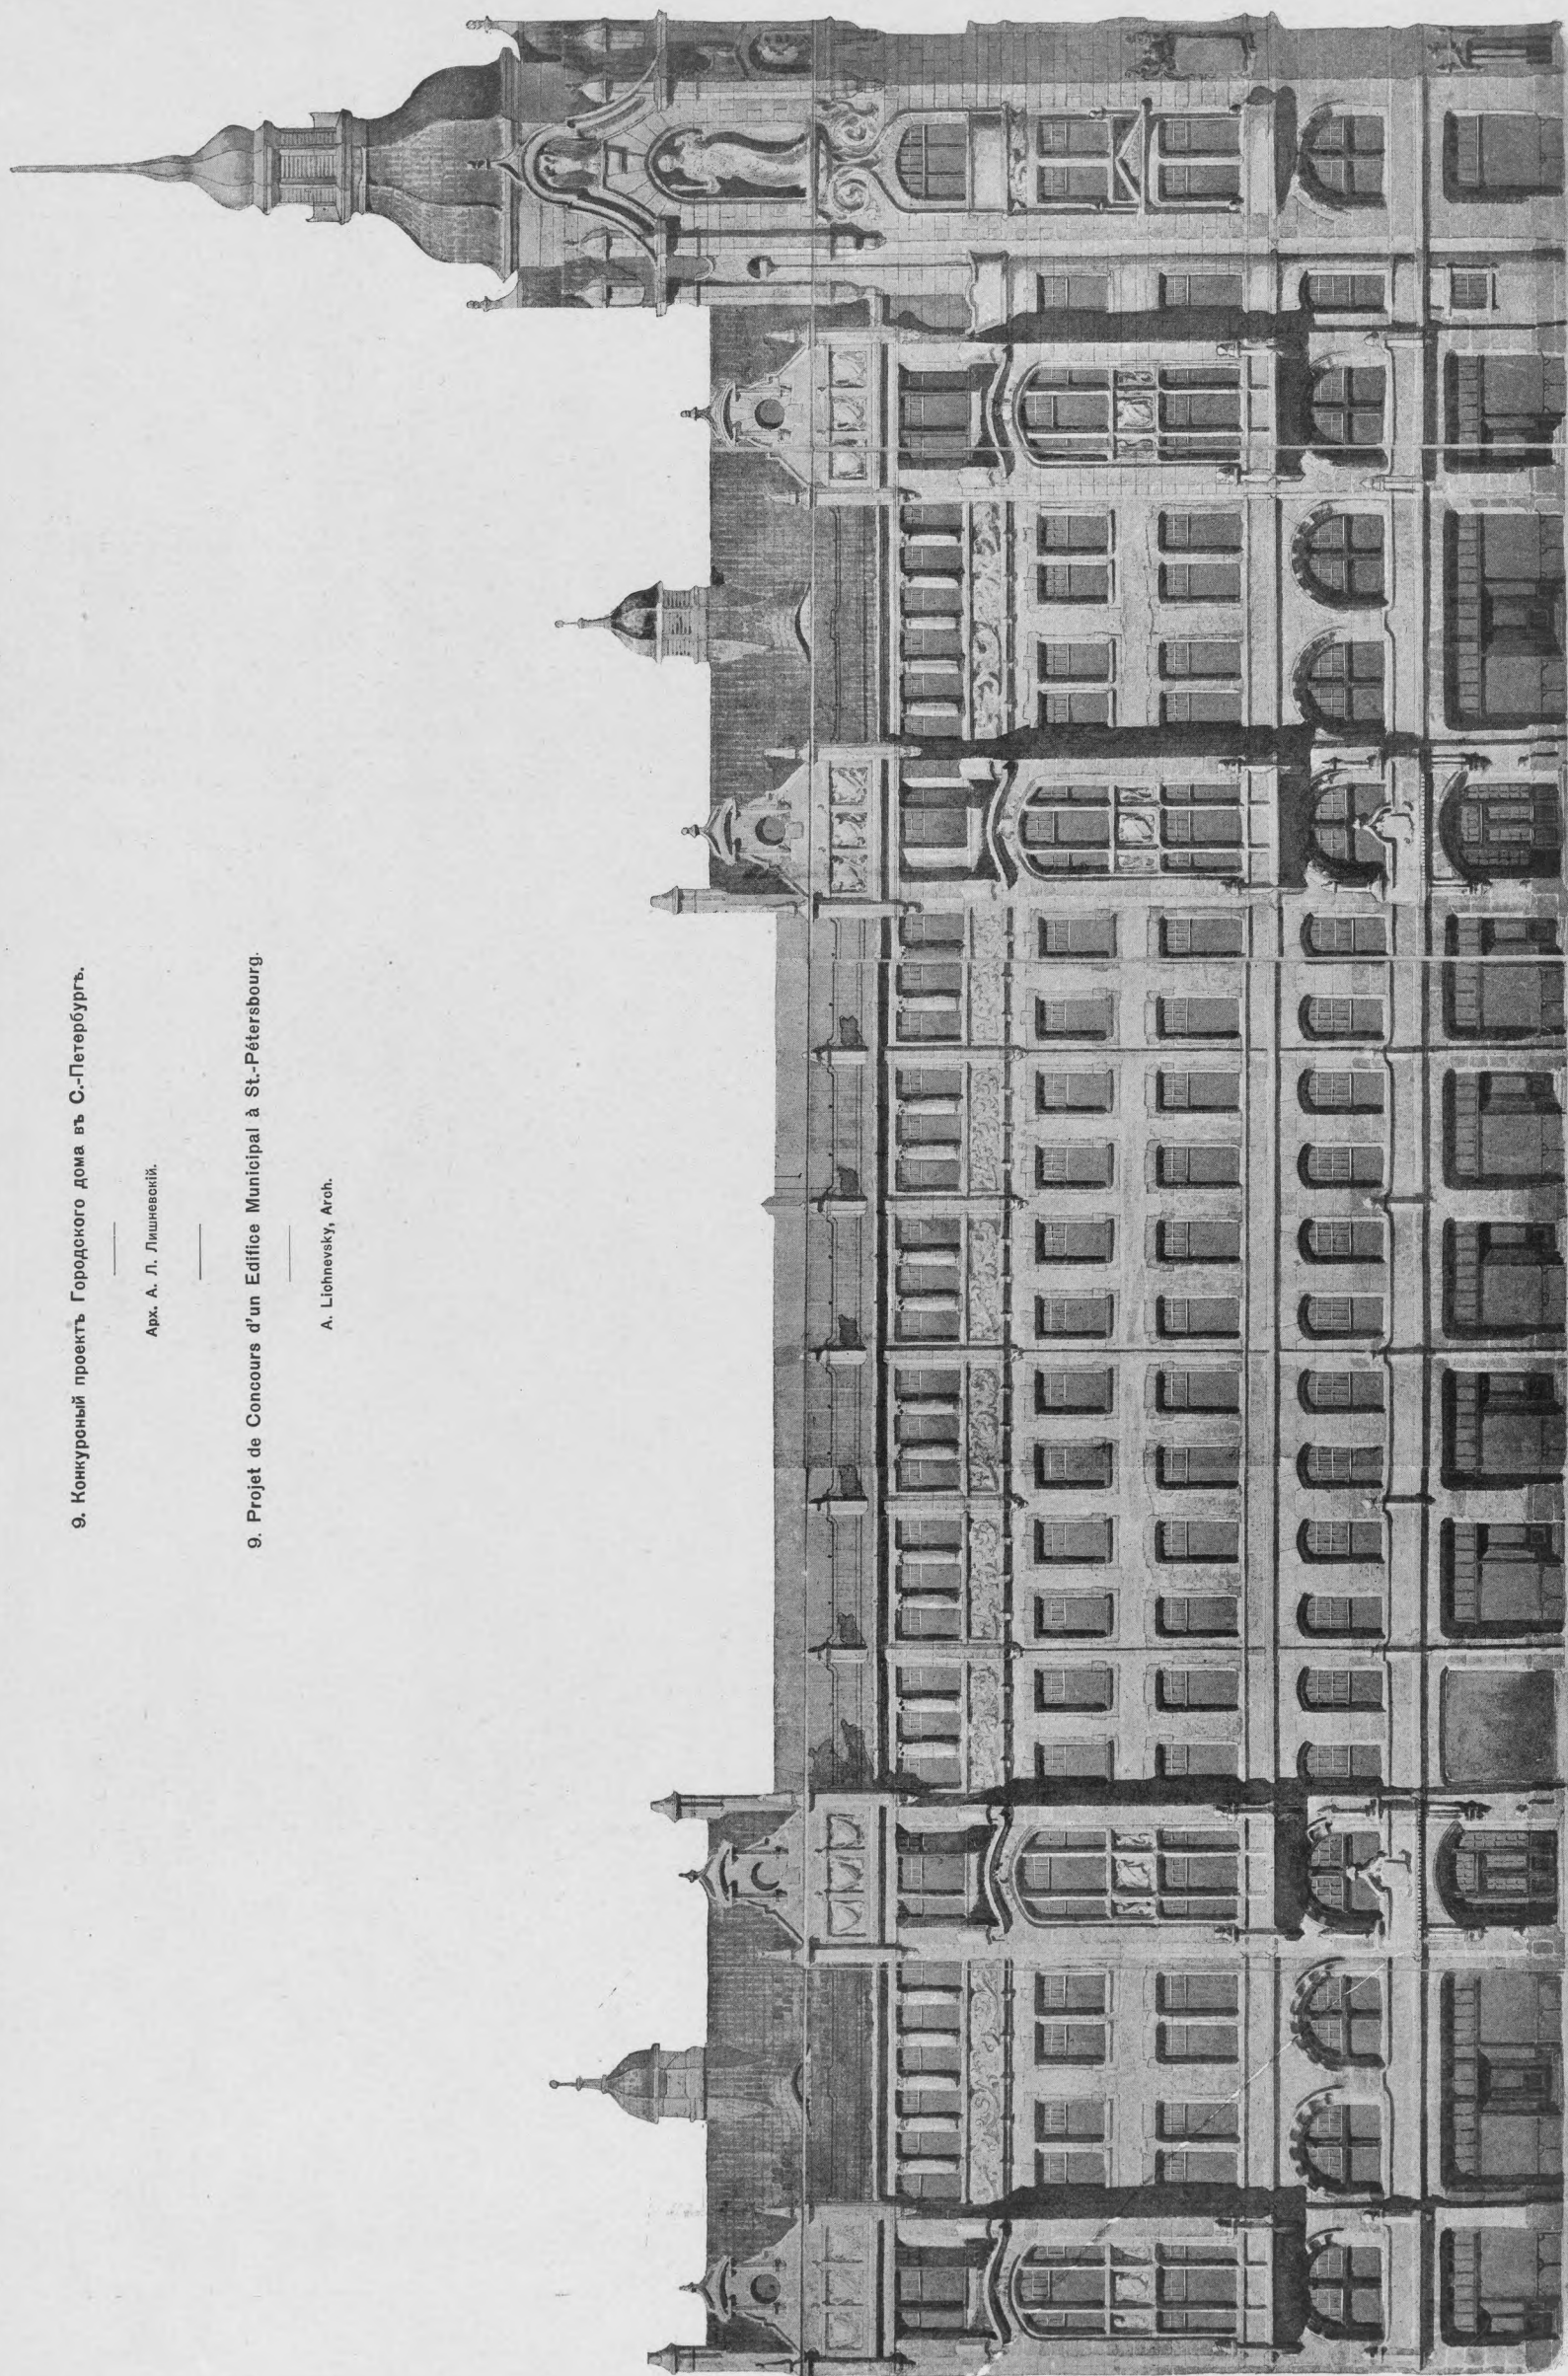 9. Конкурсный проектъ Городского дома въ С.-Петербургѣ.
Арх. А. Л. Лишневскій.
9. Projet de Concours d'un Edifice Municipal à St.-Pétersbourg.
A. Lichnevsky, Arch.